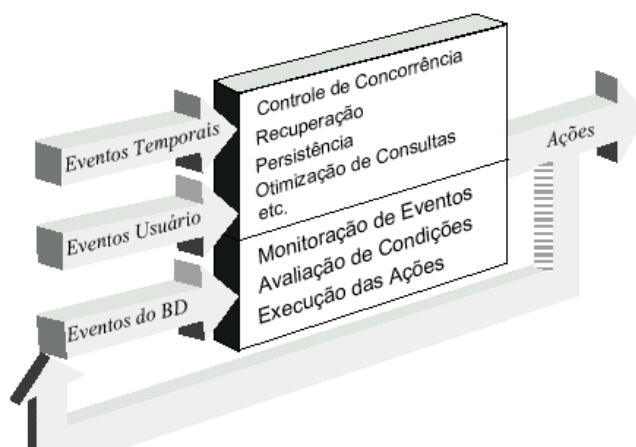 Eventos Temporais
Eventos Usuário
Eventos do BD
Controle de Concorrência
Recuperação
Persistência
Otimização de Consultas
etc.
Monitoração de Eventos
Avaliação de Condições
Execução das Ações
Ações